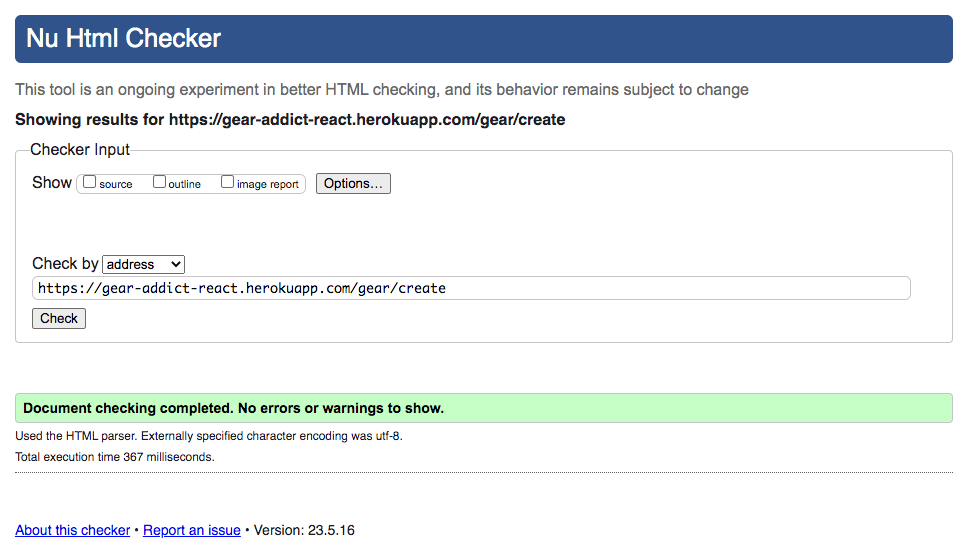 Nu Html Checker
This tool is an ongoing experiment in better HTML checking, and its behavior remains subject to change
Showing results for https://gear-addict-react.herokuapp.com/gear/create
Checker Input
Show source outline image report Options...
Check by address
https://gear-addict-react.herokuapp.com/gear/create
Check
Document checking completed. No errors or warnings to show.
Used the HTML parser. Externally specified character encoding was utf-8.
Total execution time 367 milliseconds.
About this checker • Report an issue • Version: 23.5.16